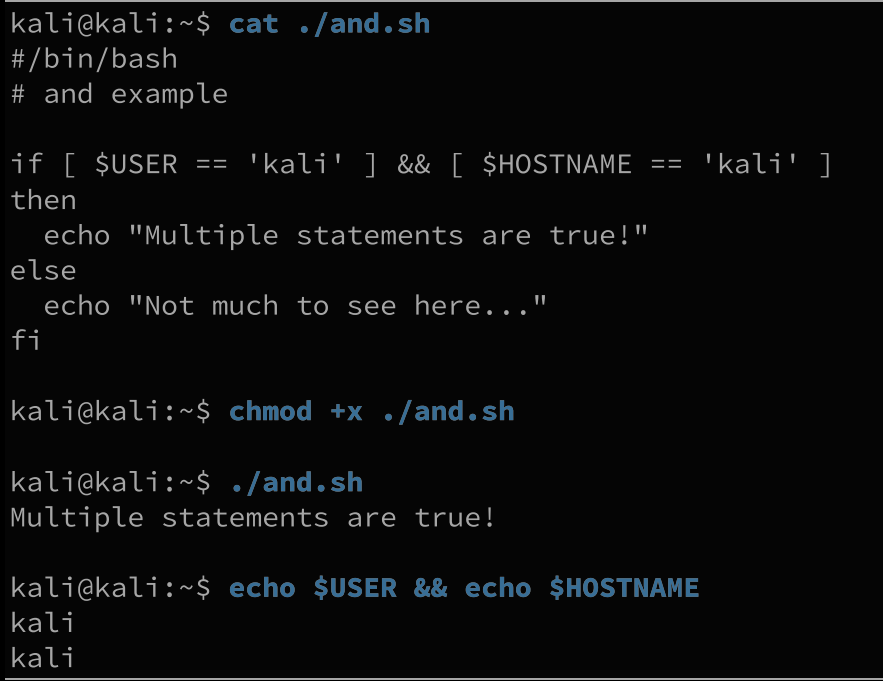 kali@kali:~$ cat ./and.sh
#/bin/bash
# and example
if [ $USER == 'kali' ] && [ $HOSTNAME == 'kali' ]
then
  echo "Multiple statements are true!"
else
  echo "Not much to see here..."
fi
kali@kali:~$ chmod +x ./and.sh
kali@kali:~$ ./and.sh
Multiple statements are true!
kali@kali:~$ echo $USER && echo $HOSTNAME
kali
kali